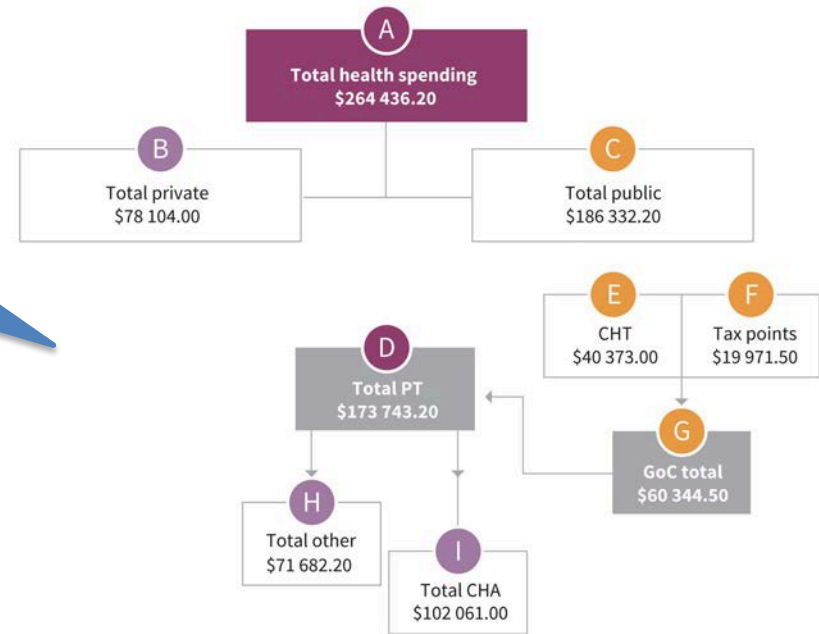 A
Total health spending
$264 436.20
B
Total private
$78 104.00
C
Total public
$186 332.20
E
CHT
$40 373.00
F
Tax points
$19 971.50
D
Total PT
$173 743.20
G
GoC total
$60 344.50
H
Total other
$71 682.20
I
Total CHA
$102 061.00